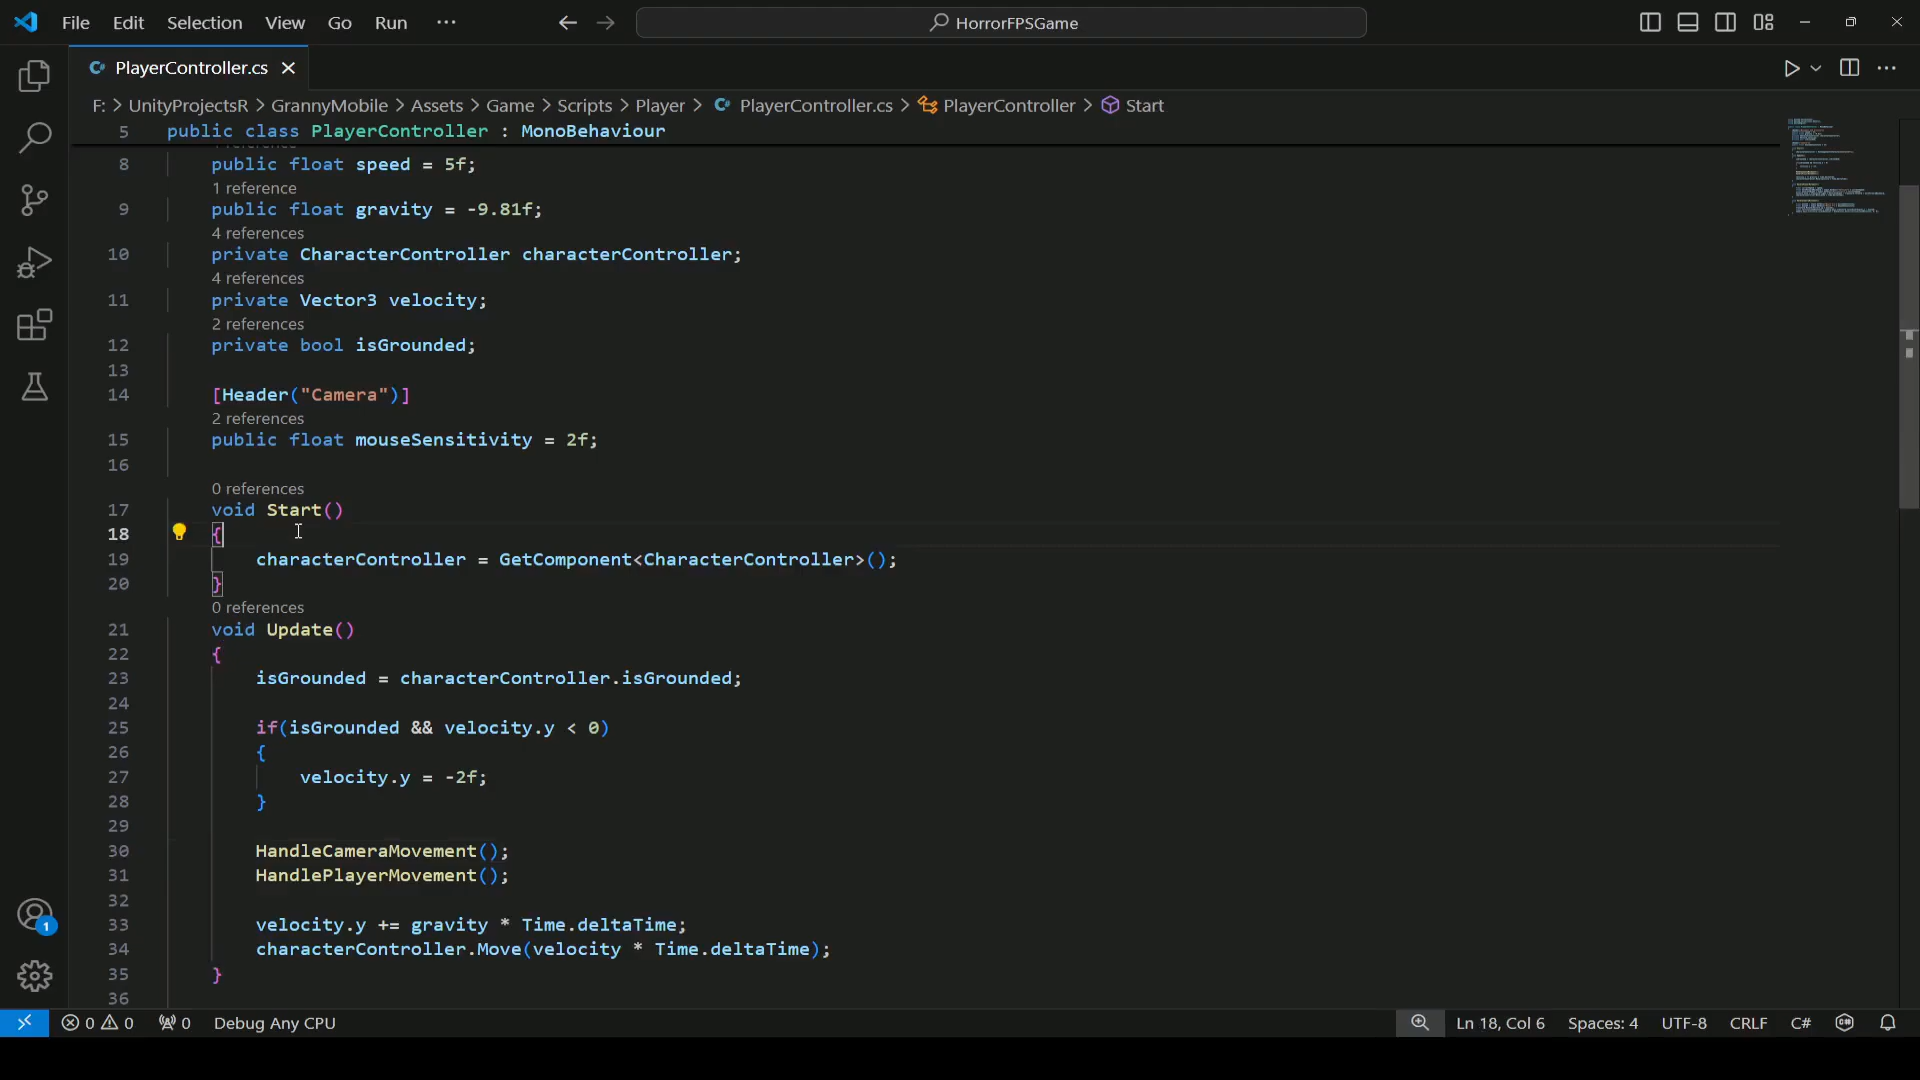 File Edit Selection View Go Run ···
HorrorFPSGame
PlayerController.cs
F: > UnityProjectsR > GrannyMobile > Assets > Game > Scripts > Player > PlayerController.cs > PlayerController > Start
5 public class PlayerController : MonoBehaviour
8 public float speed = 5f;
1 reference
9 public float gravity = -9.81f;
4 references
10 private CharacterController characterController;
4 references
11 private Vector3 velocity;
2 references
12 private bool isGrounded;
13
14 [Header("Camera")]
2 references
15 public float mouseSensitivity = 2f;
16
0 references
17 void Start()
18 {
19 characterController = GetComponent<CharacterController>();
20 }
0 references
21 void Update()
22 {
23 isGrounded = characterController.isGrounded;
24
25 if(isGrounded && velocity.y < 0)
26 {
27 velocity.y = -2f;
28 }
29
30 HandleCameraMovement();
31 HandlePlayerMovement();
32
33 velocity.y += gravity * Time.deltaTime;
34 characterController.Move(velocity * Time.deltaTime);
35 }
36
1
0 0 0 Debug Any CPU Ln 18, Col 6 Spaces: 4 UTF-8 CRLF C#